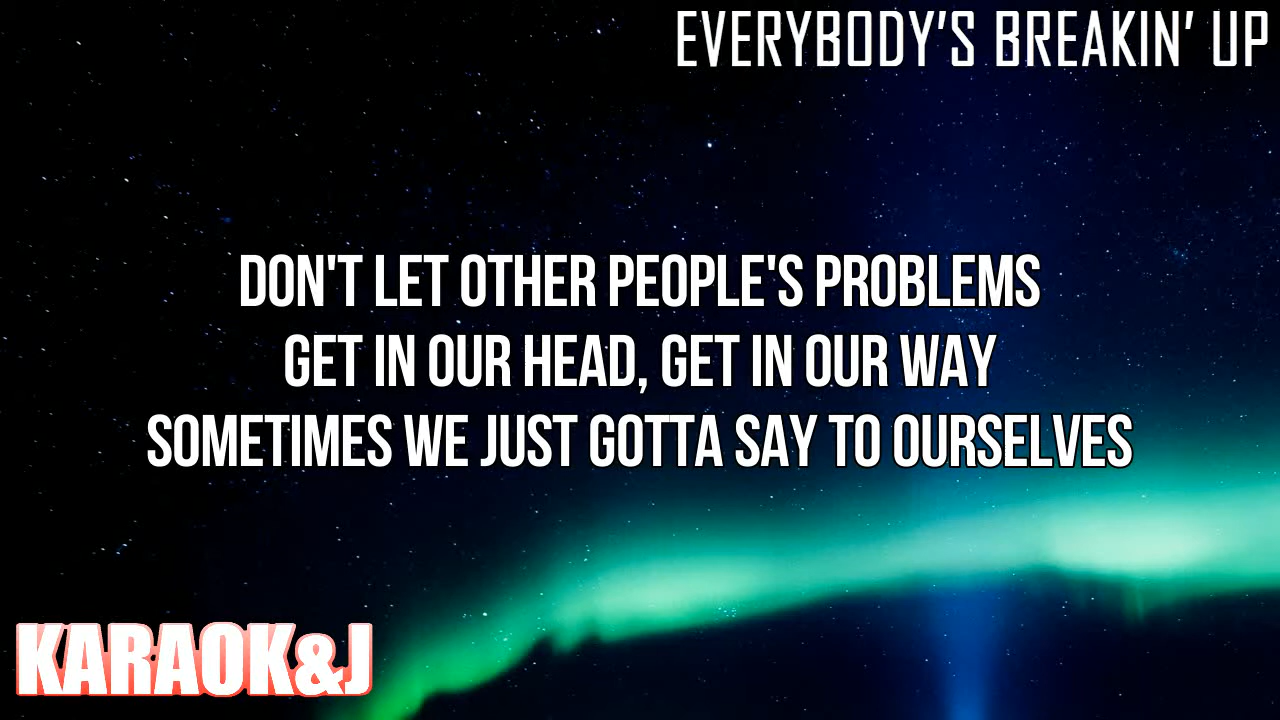 EVERYBODY’S BREAKIN’ UP
DON'T LET OTHER PEOPLE'S PROBLEMS
GET IN OUR HEAD, GET IN OUR WAY
SOMETIMES WE JUST GOTTA SAY TO OURSELVES
KARAOK&J